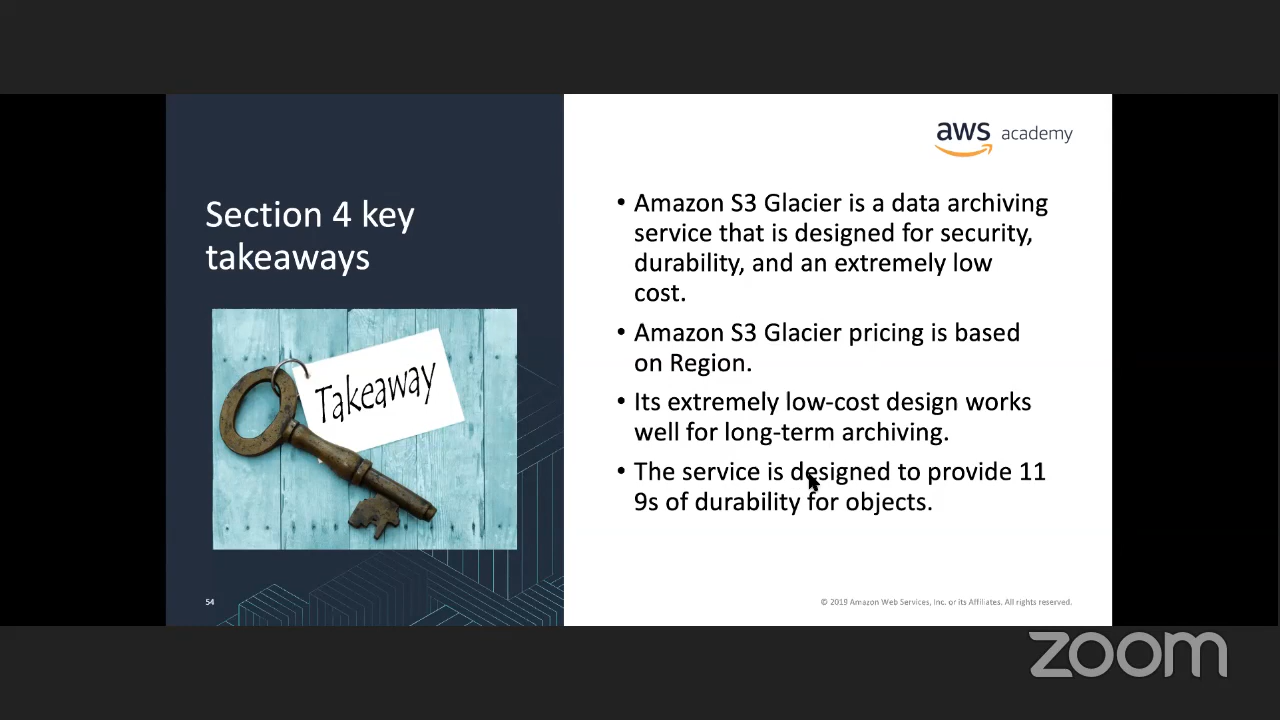 aws academy
Section 4 key
takeaways
Takeaway
• Amazon S3 Glacier is a data archiving
service that is designed for security,
durability, and an extremely low
cost.
• Amazon S3 Glacier pricing is based
on Region.
• Its extremely low-cost design works
well for long-term archiving.
• The service is designed to provide 11
9s of durability for objects.
54
© 2019 Amazon Web Services, Inc. or its Affiliates. All rights reserved.
zoom